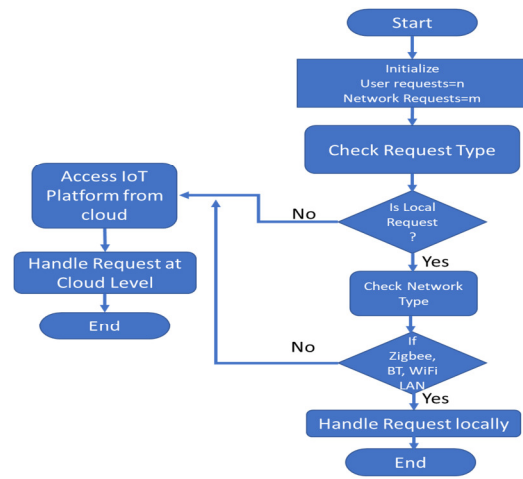 Start
Initialize
User requests=n
Network Requests=m
Check Request Type
Access IoT
Platform from
cloud
No
Is Local
Request
?
Yes
Handle Request at
Cloud Level
Check Network
Type
End
No
If
Zigbee,
BT, WiFi
LAN
Yes
Handle Request locally
End